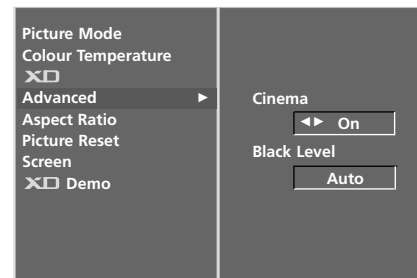 Picture Mode
Colour Temperature
XD
Advanced ►
Aspect Ratio
Picture Reset
Screen
XD Demo
Cinema
◄► On
Black Level
Auto